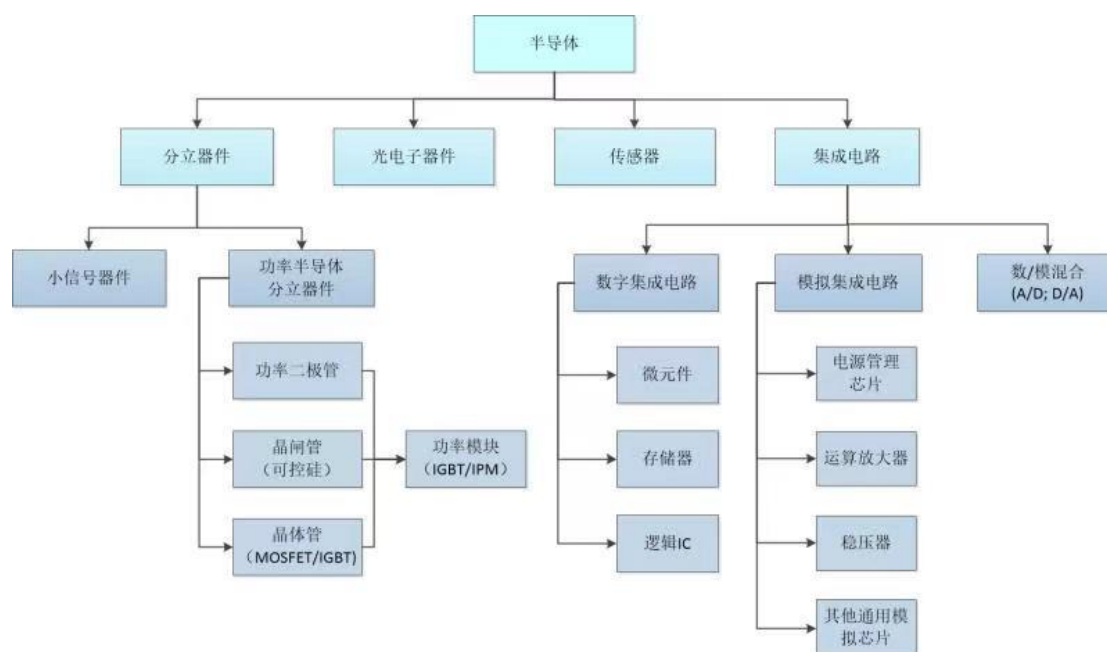 半导体
分立器件
光电子器件
传感器
集成电路
小信号器件
功率半导体
分立器件
数字集成电路
模拟集成电路
数/模混合
(A/D; D/A)
功率二极管
微元件
电源管理
芯片
晶闸管
（可控硅）
功率模块
（IGBT/IPM）
存储器
运算放大器
晶体管
（MOSFET/IGBT)
逻辑IC
稳压器
其他通用模
拟芯片